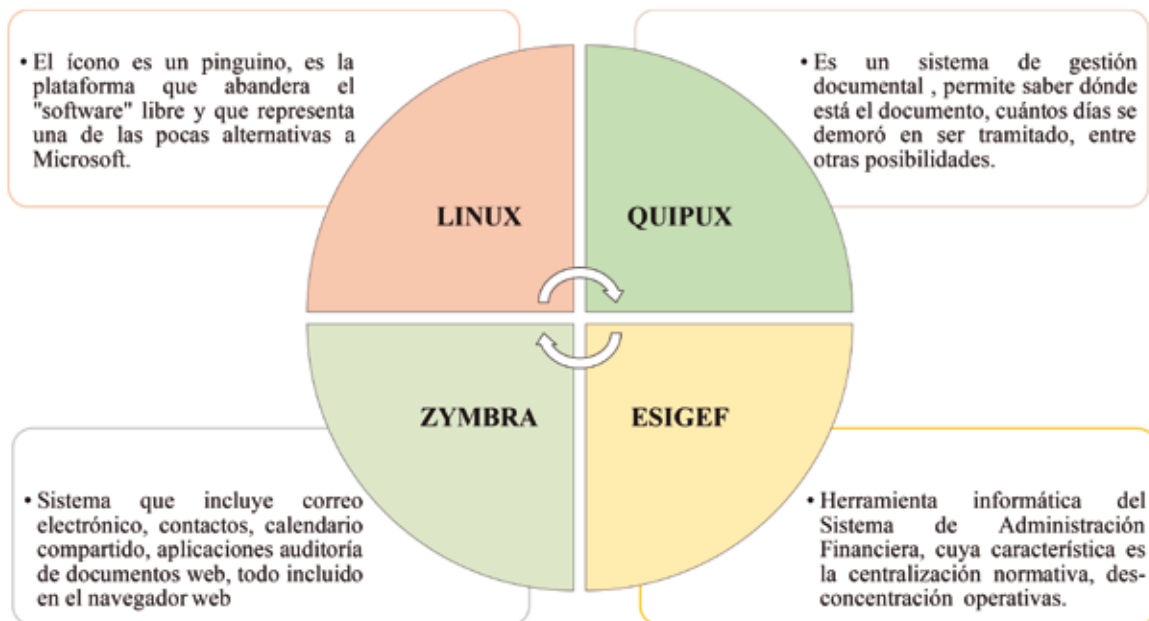 • El ícono es un pinguino, es la
plataforma que abandera el
"software" libre y que representa
una de las pocas alternativas a
Microsoft.
• Es un sistema de gestión
documental , permite saber dónde
está el documento, cuántos días se
demoró en ser tramitado, entre
otras posibilidades.
LINUX
QUIPUX
ZYMBRA
ESIGEF
• Sistema que incluye correo
electrónico, contactos, calendario
compartido, aplicaciones auditoría
de documentos web, todo incluido
en el navegador web
• Herramienta informática del
Sistema de Administración
Financiera, cuya característica es
la centralización normativa, des-
concentración operativas.